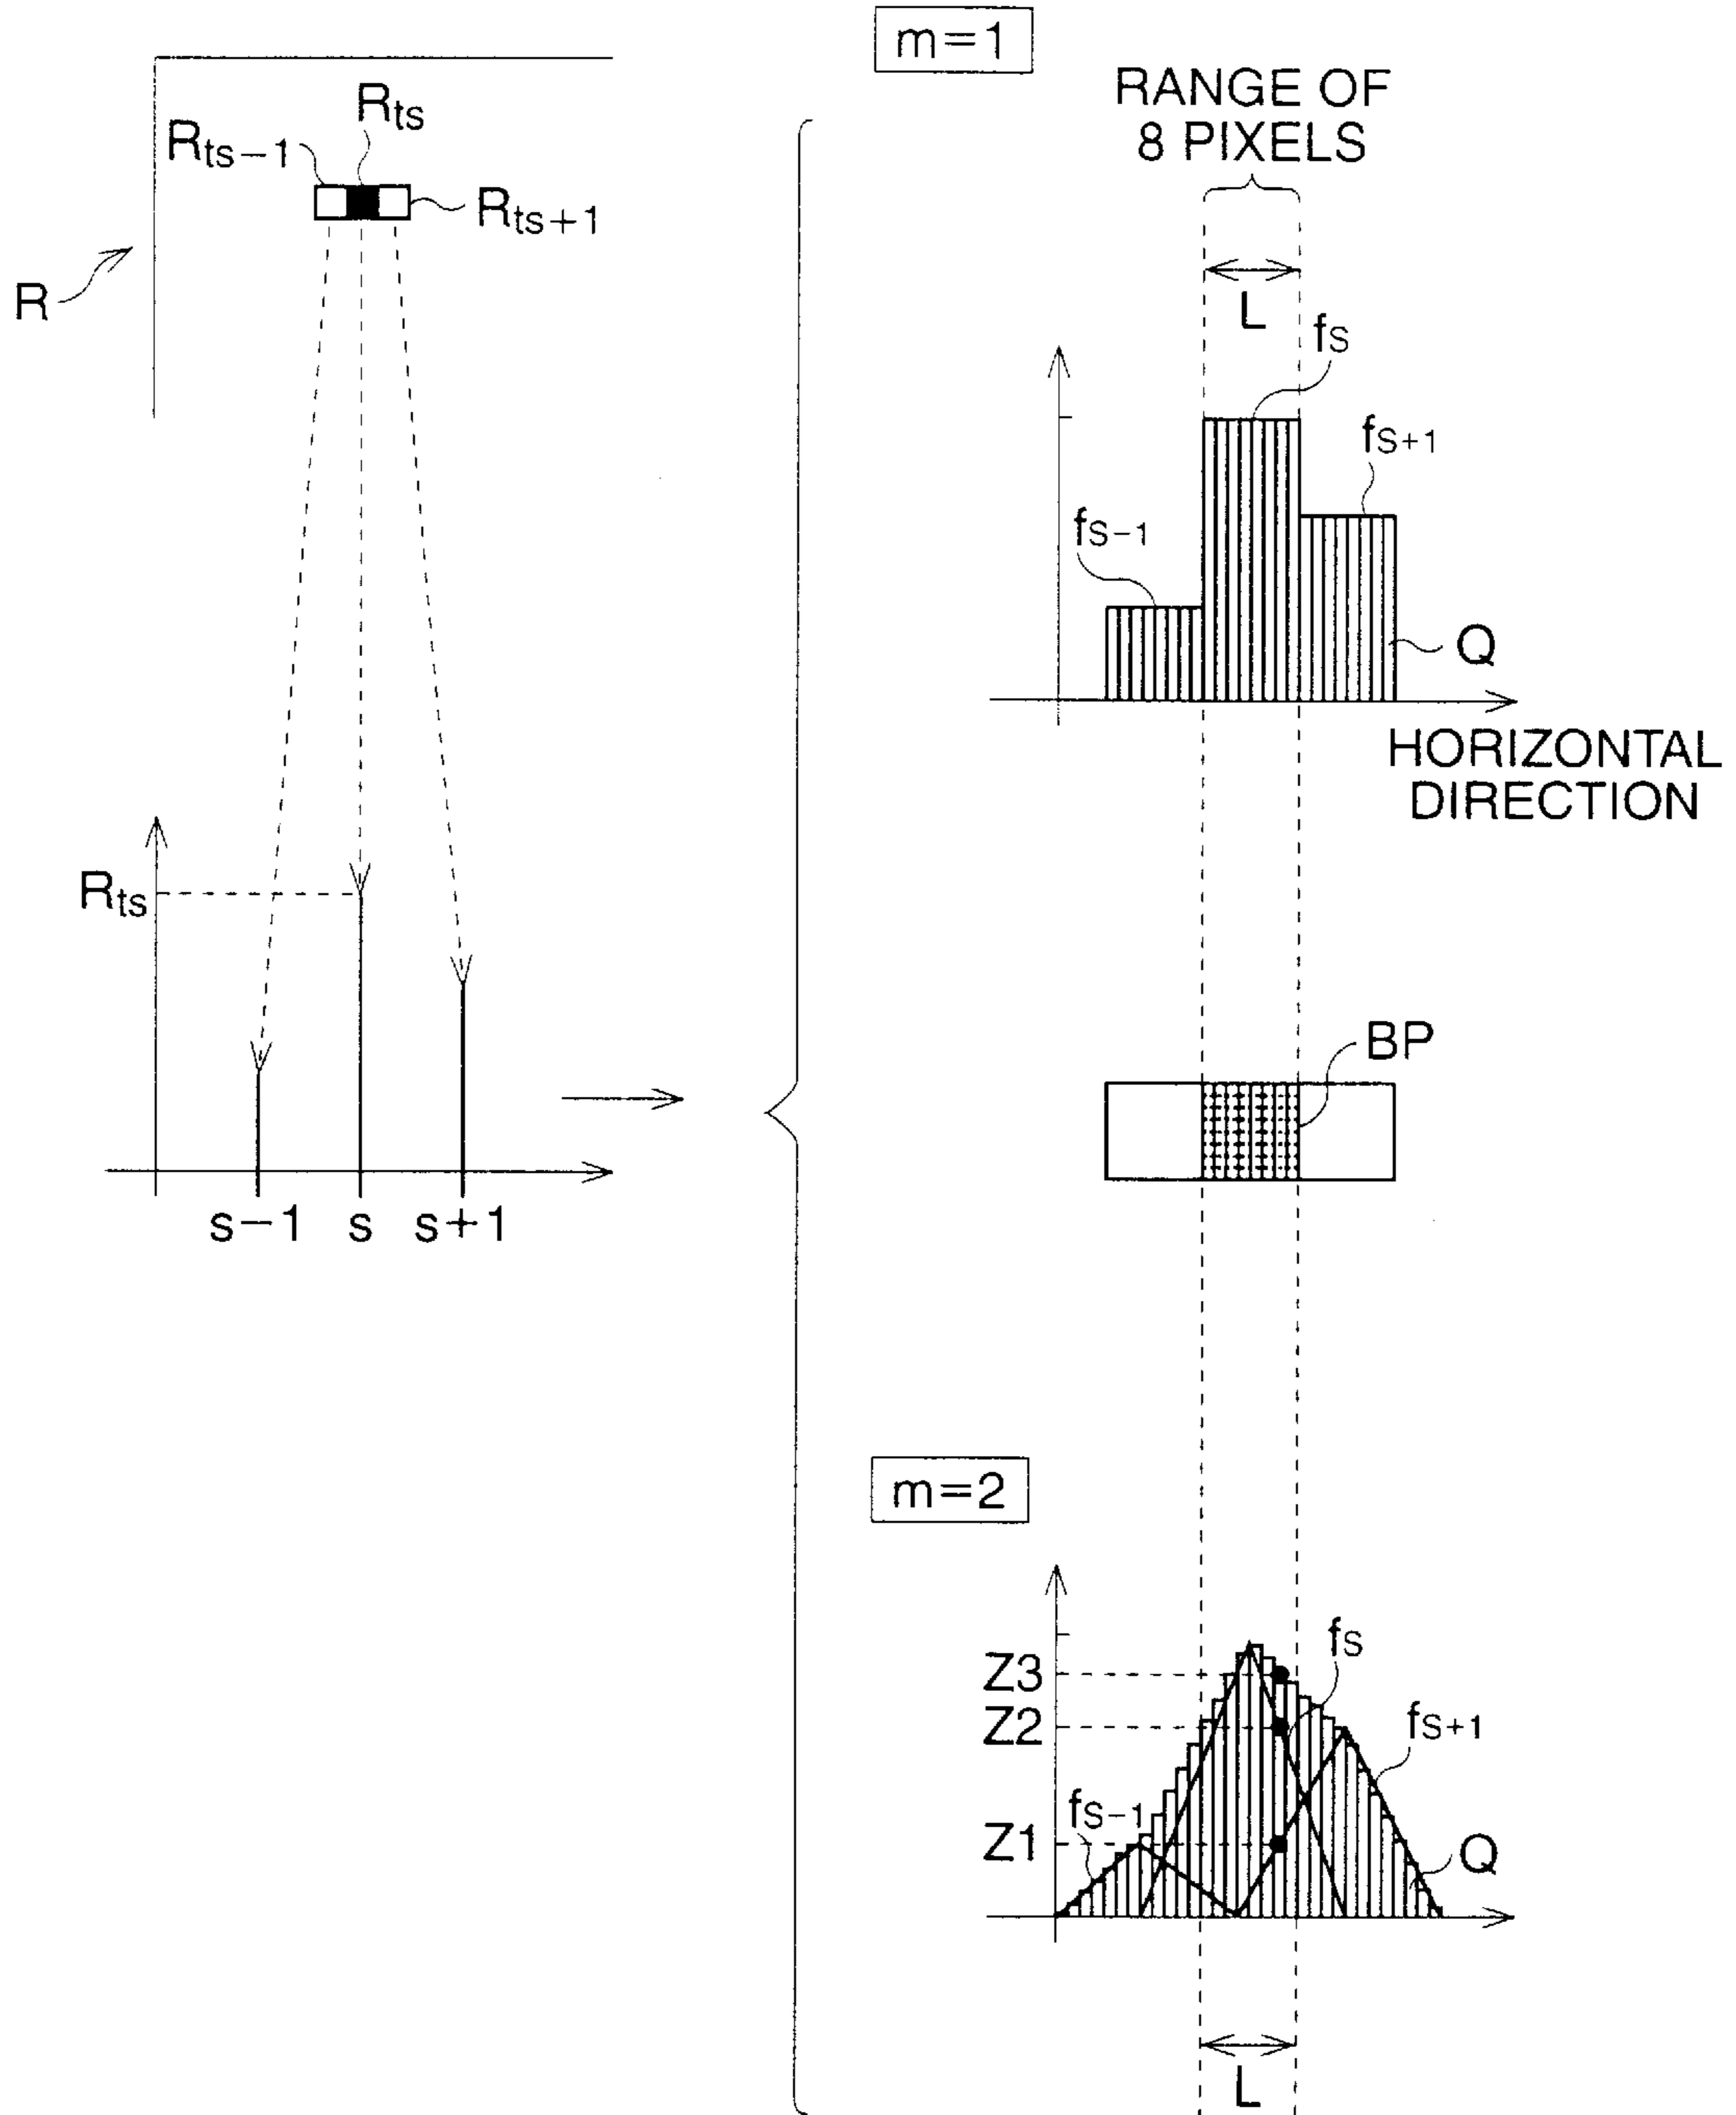 m=1
RANGE OF
8 PIXELS
Rts
Rts−1
Rts+1
R
L
fS
fS+1
fS−1
Q
HORIZONTAL
DIRECTION
Rts
BP
s−1 s s+1
m=2
fS
Z3
Z2
fS+1
fS−1
Z1
Q
L